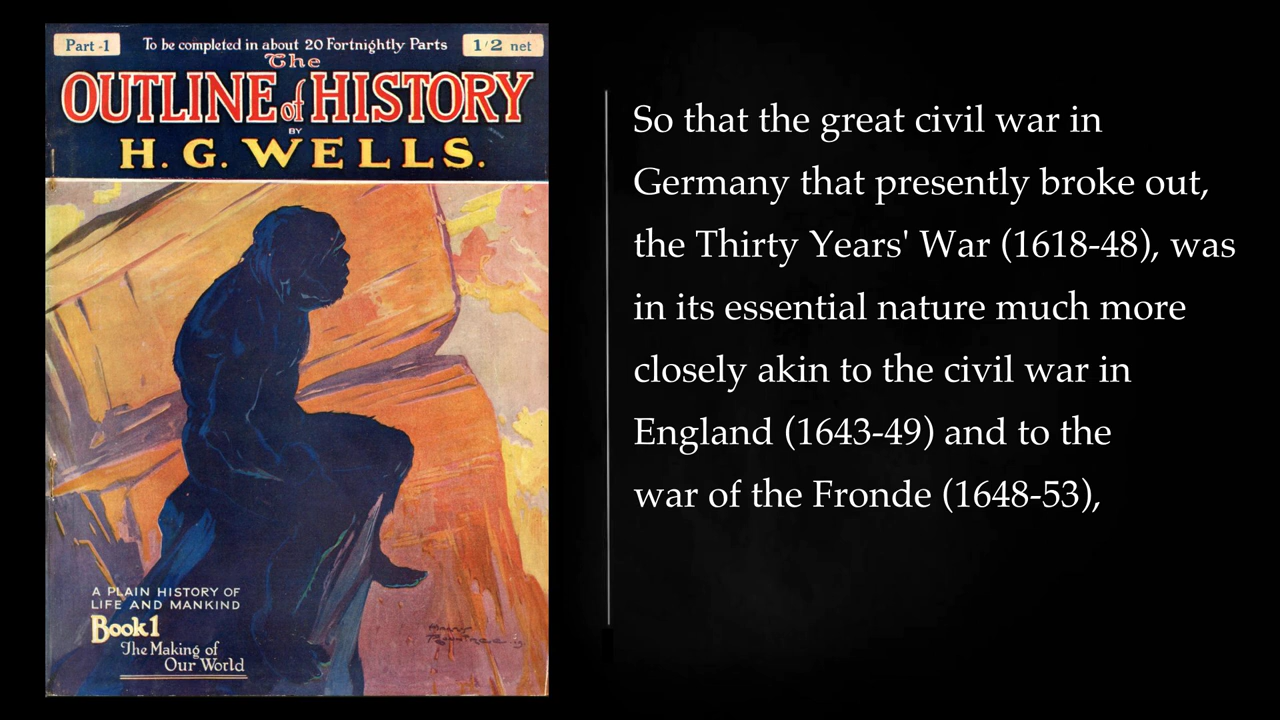 Part -1
To be completed in about 20 Fortnightly Parts
1/2 net
The
OUTLINE of HISTORY
BY
H. G. WELLS.
A PLAIN HISTORY OF
LIFE AND MANKIND
Book 1
The Making of
Our World
So that the great civil war in
Germany that presently broke out,
the Thirty Years' War (1618-48), was
in its essential nature much more
closely akin to the civil war in
England (1643-49) and to the
war of the Fronde (1648-53),